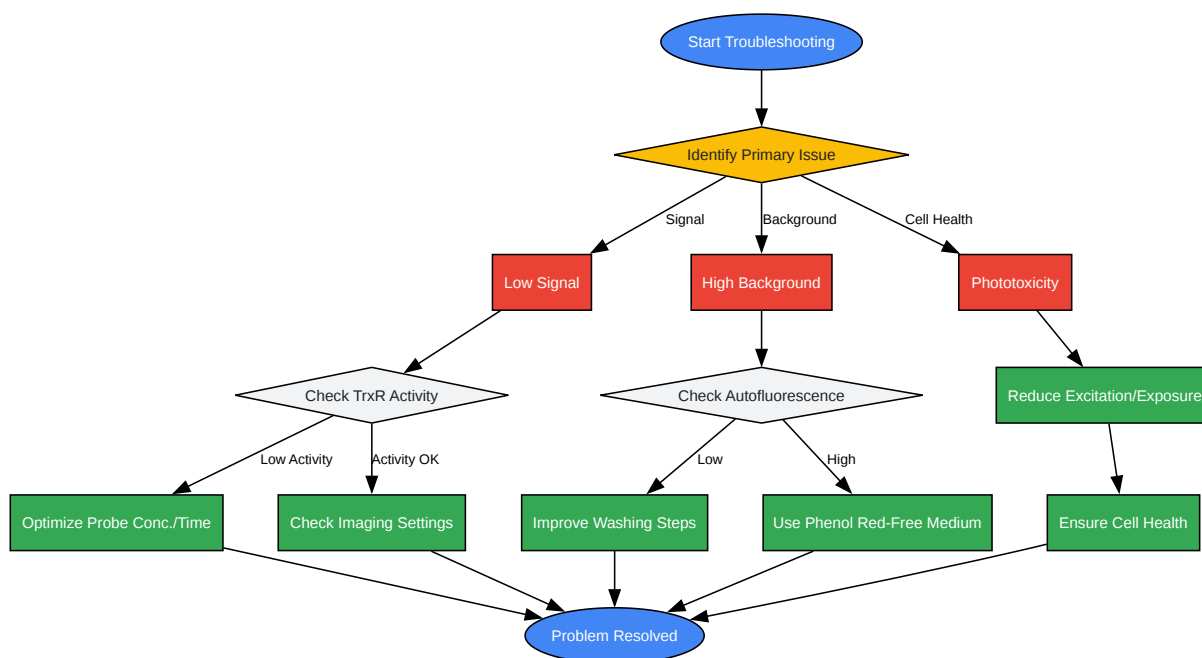 Start Troubleshooting
Identify Primary Issue
Signal
Background
Cell Health
Low Signal
High Background
Phototoxicity
Check TrxR Activity
Check Autofluorescence
Reduce Excitation/Exposure
Low Activity
Activity OK
Low
High
Optimize Probe Conc./Time
Check Imaging Settings
Improve Washing Steps
Use Phenol Red-Free Medium
Ensure Cell Health
Problem Resolved